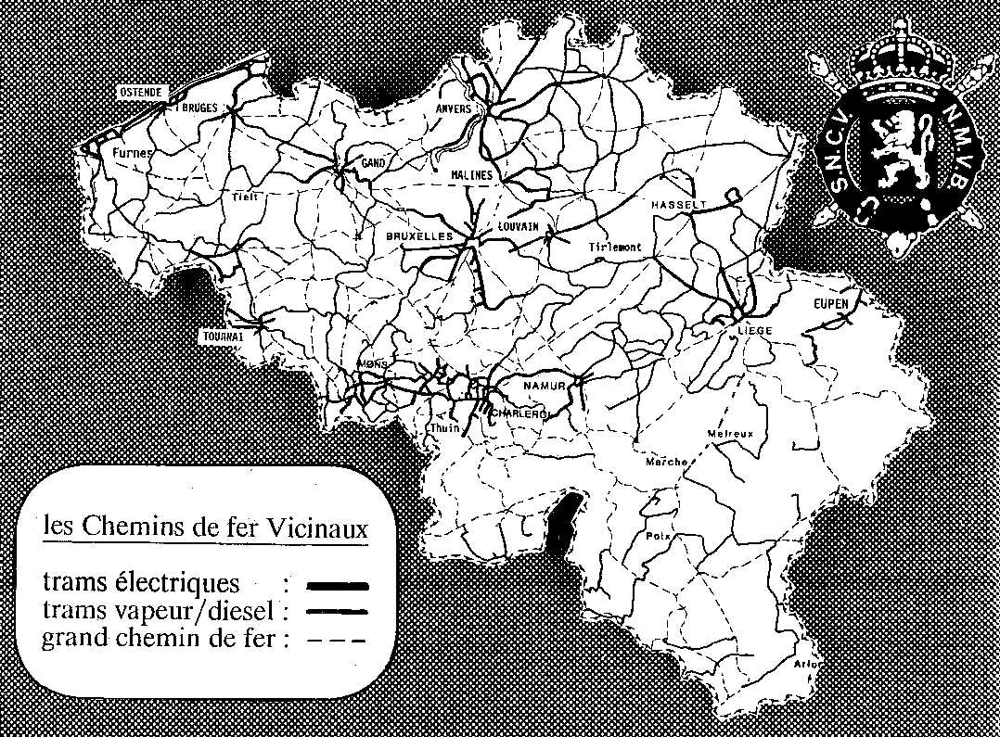 S.N.C.V.
N.M.V.B
OSTENDE
BRUGES
ANVERS
Furnes
GAND
MALINES
Tielt
HASSELT
BRUXELLES
LOUVAIN
Tirlemont
EUPEN
TOURNAI
LIEGE
MONS
NAMUR
CHARLEROI
Thuin
Melreux
Marche
Poix
Arlon
les Chemins de fer Vicinaux
trams électriques :
trams vapeur/diesel :
grand chemin de fer :